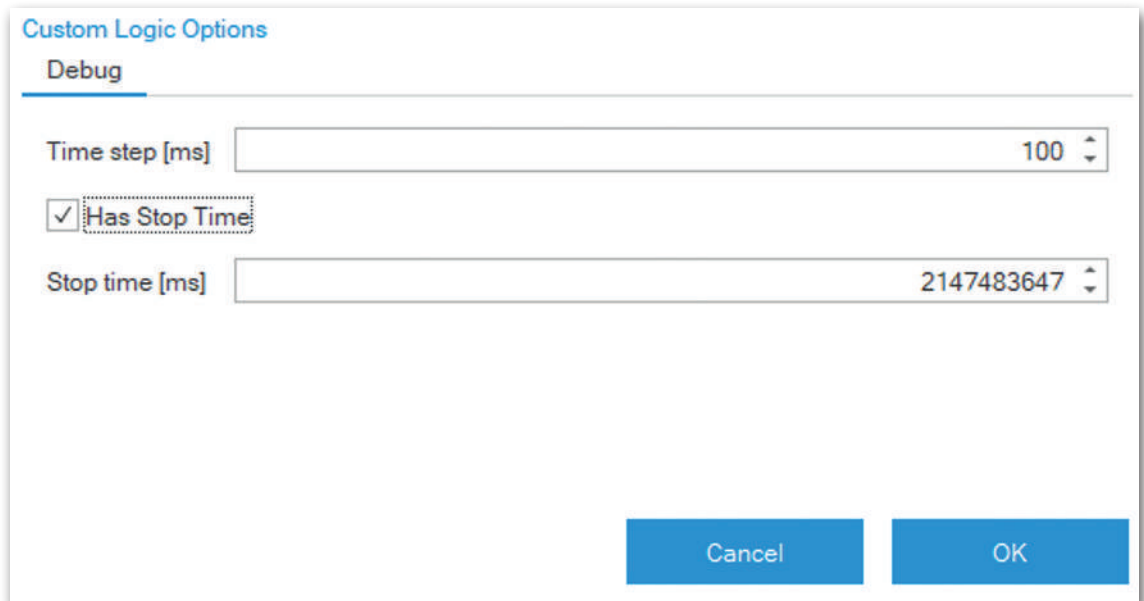 Custom Logic Options
Debug
Time step [ms] 100
Has Stop Time
Stop time [ms] 2147483647
Cancel OK